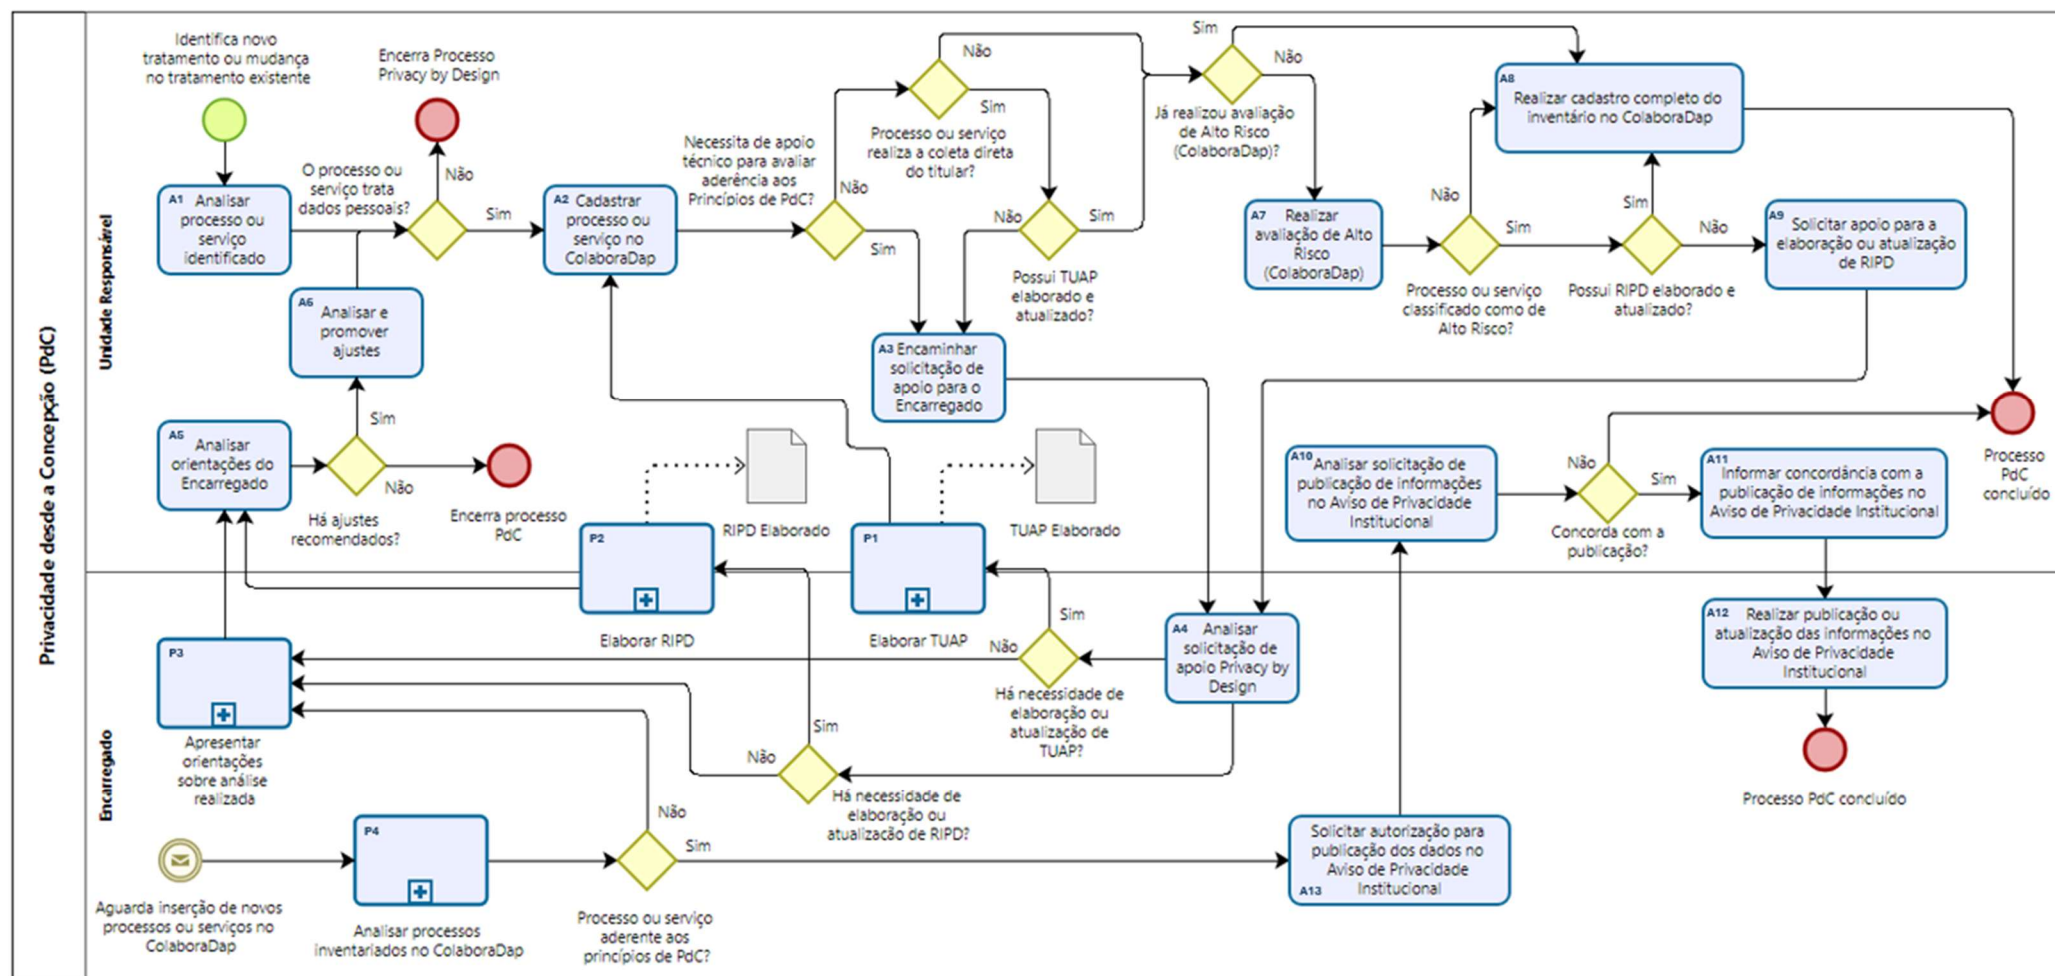 Privacidade desde a Concepção (PdC)
Unidade Responsável
Identifica novo
tratamento ou mudança
no tratamento existente
Encerra Processo
Privacy by Design
A1 Analisar
processo ou
serviço
identificado
O processo ou
serviço trata
dados pessoais?
Não
Sim
A2 Cadastrar
processo ou
serviço no
ColaboraDap
Necessita de apoio
técnico para avaliar
aderência aos
Princípios de PdC?
Não
Sim
Processo ou serviço
realiza a coleta direta
do titular?
Não
Sim
Possui TUAP
elaborado e
atualizado?
Não
Sim
A3 Encaminhar
solicitação de
apoio para o
Encarregado
Já realizou avaliação
de Alto Risco
(ColaboraDap)?
Sim
Não
A7 Realizar
avaliação de Alto
Risco
(ColaboraDap)
Processo ou serviço
classificado como de
Alto Risco?
Não
Sim
Possui RIPD elaborado e
atualizado?
Sim
Não
A8
Realizar cadastro completo do
inventário no ColaboraDap
A9
Solicitar apoio para a
elaboração ou atualização
de RIPD
A6
Analisar e
promover
ajustes
A5
Analisar
orientações do
Encarregado
Sim
Não
Há ajustes
recomendados?
Encerra processo
PdC
RIPD Elaborado
TUAP Elaborado
P2
Elaborar RIPD
P1
Elaborar TUAP
A10
Analisar solicitação de
publicação de informações
no Aviso de Privacidade
Institucional
Não
Sim
Concorda com a
publicação?
A11
Informar concordância com a
publicação de informações no
Aviso de Privacidade Institucional
Processo
PdC
concluído
Encarregado
P3
Apresentar
orientações
sobre análise
realizada
A4 Analisar
solicitação de
apoio Privacy by
Design
Sim
Não
Há necessidade de
elaboração ou
atualização de
TUAP?
Sim
Não
Há necessidade de
elaboração ou
atualização de RIPD?
A12 Realizar publicação ou
atualização das informações no
Aviso de Privacidade
Institucional
Processo PdC concluído
Aguarda inserção de novos
processos ou serviços no
ColaboraDap
P4
Analisar processos
inventariados no ColaboraDap
Não
Sim
Processo ou serviço
aderente aos
princípios de PdC?
Solicitar autorização para
publicação dos dados no
Aviso de Privacidade
A13 Institucional